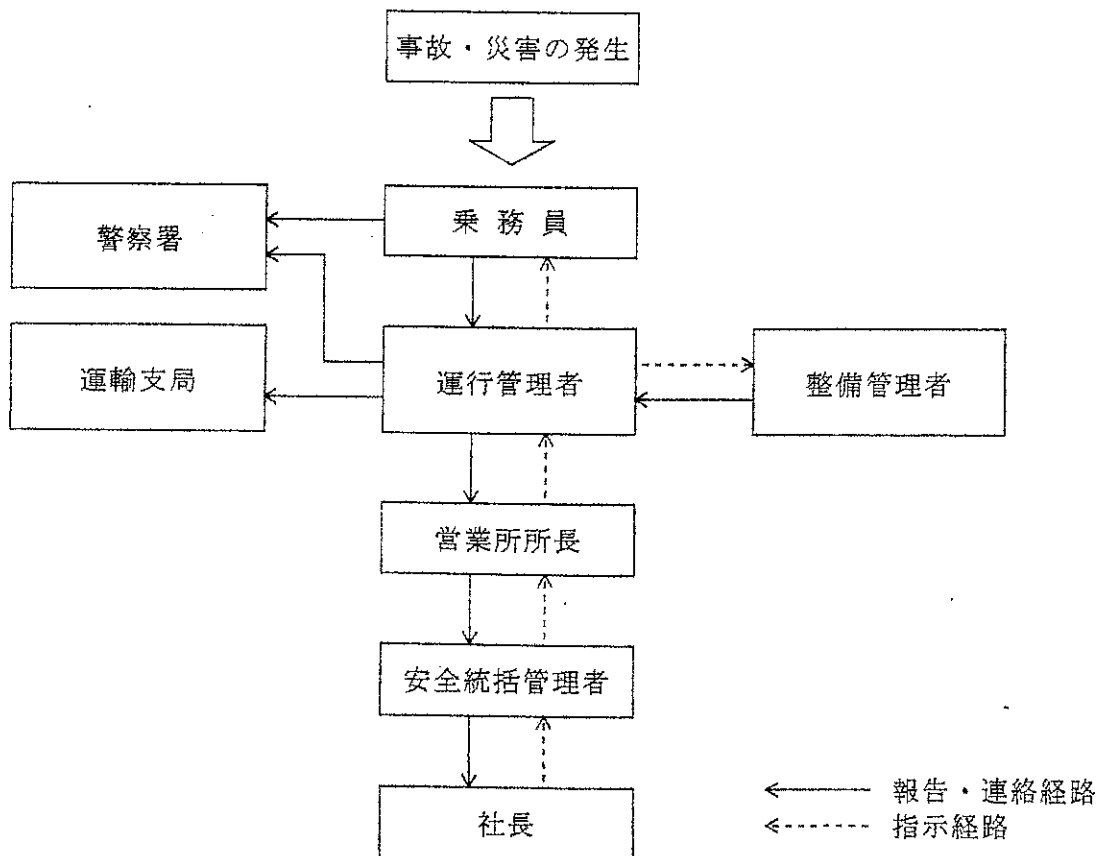 事故・災害の発生
乗務員
警察署
運輸支局
運行管理者
整備管理者
営業所所長
安全統括管理者
社長
報告・連絡経路
指示経路